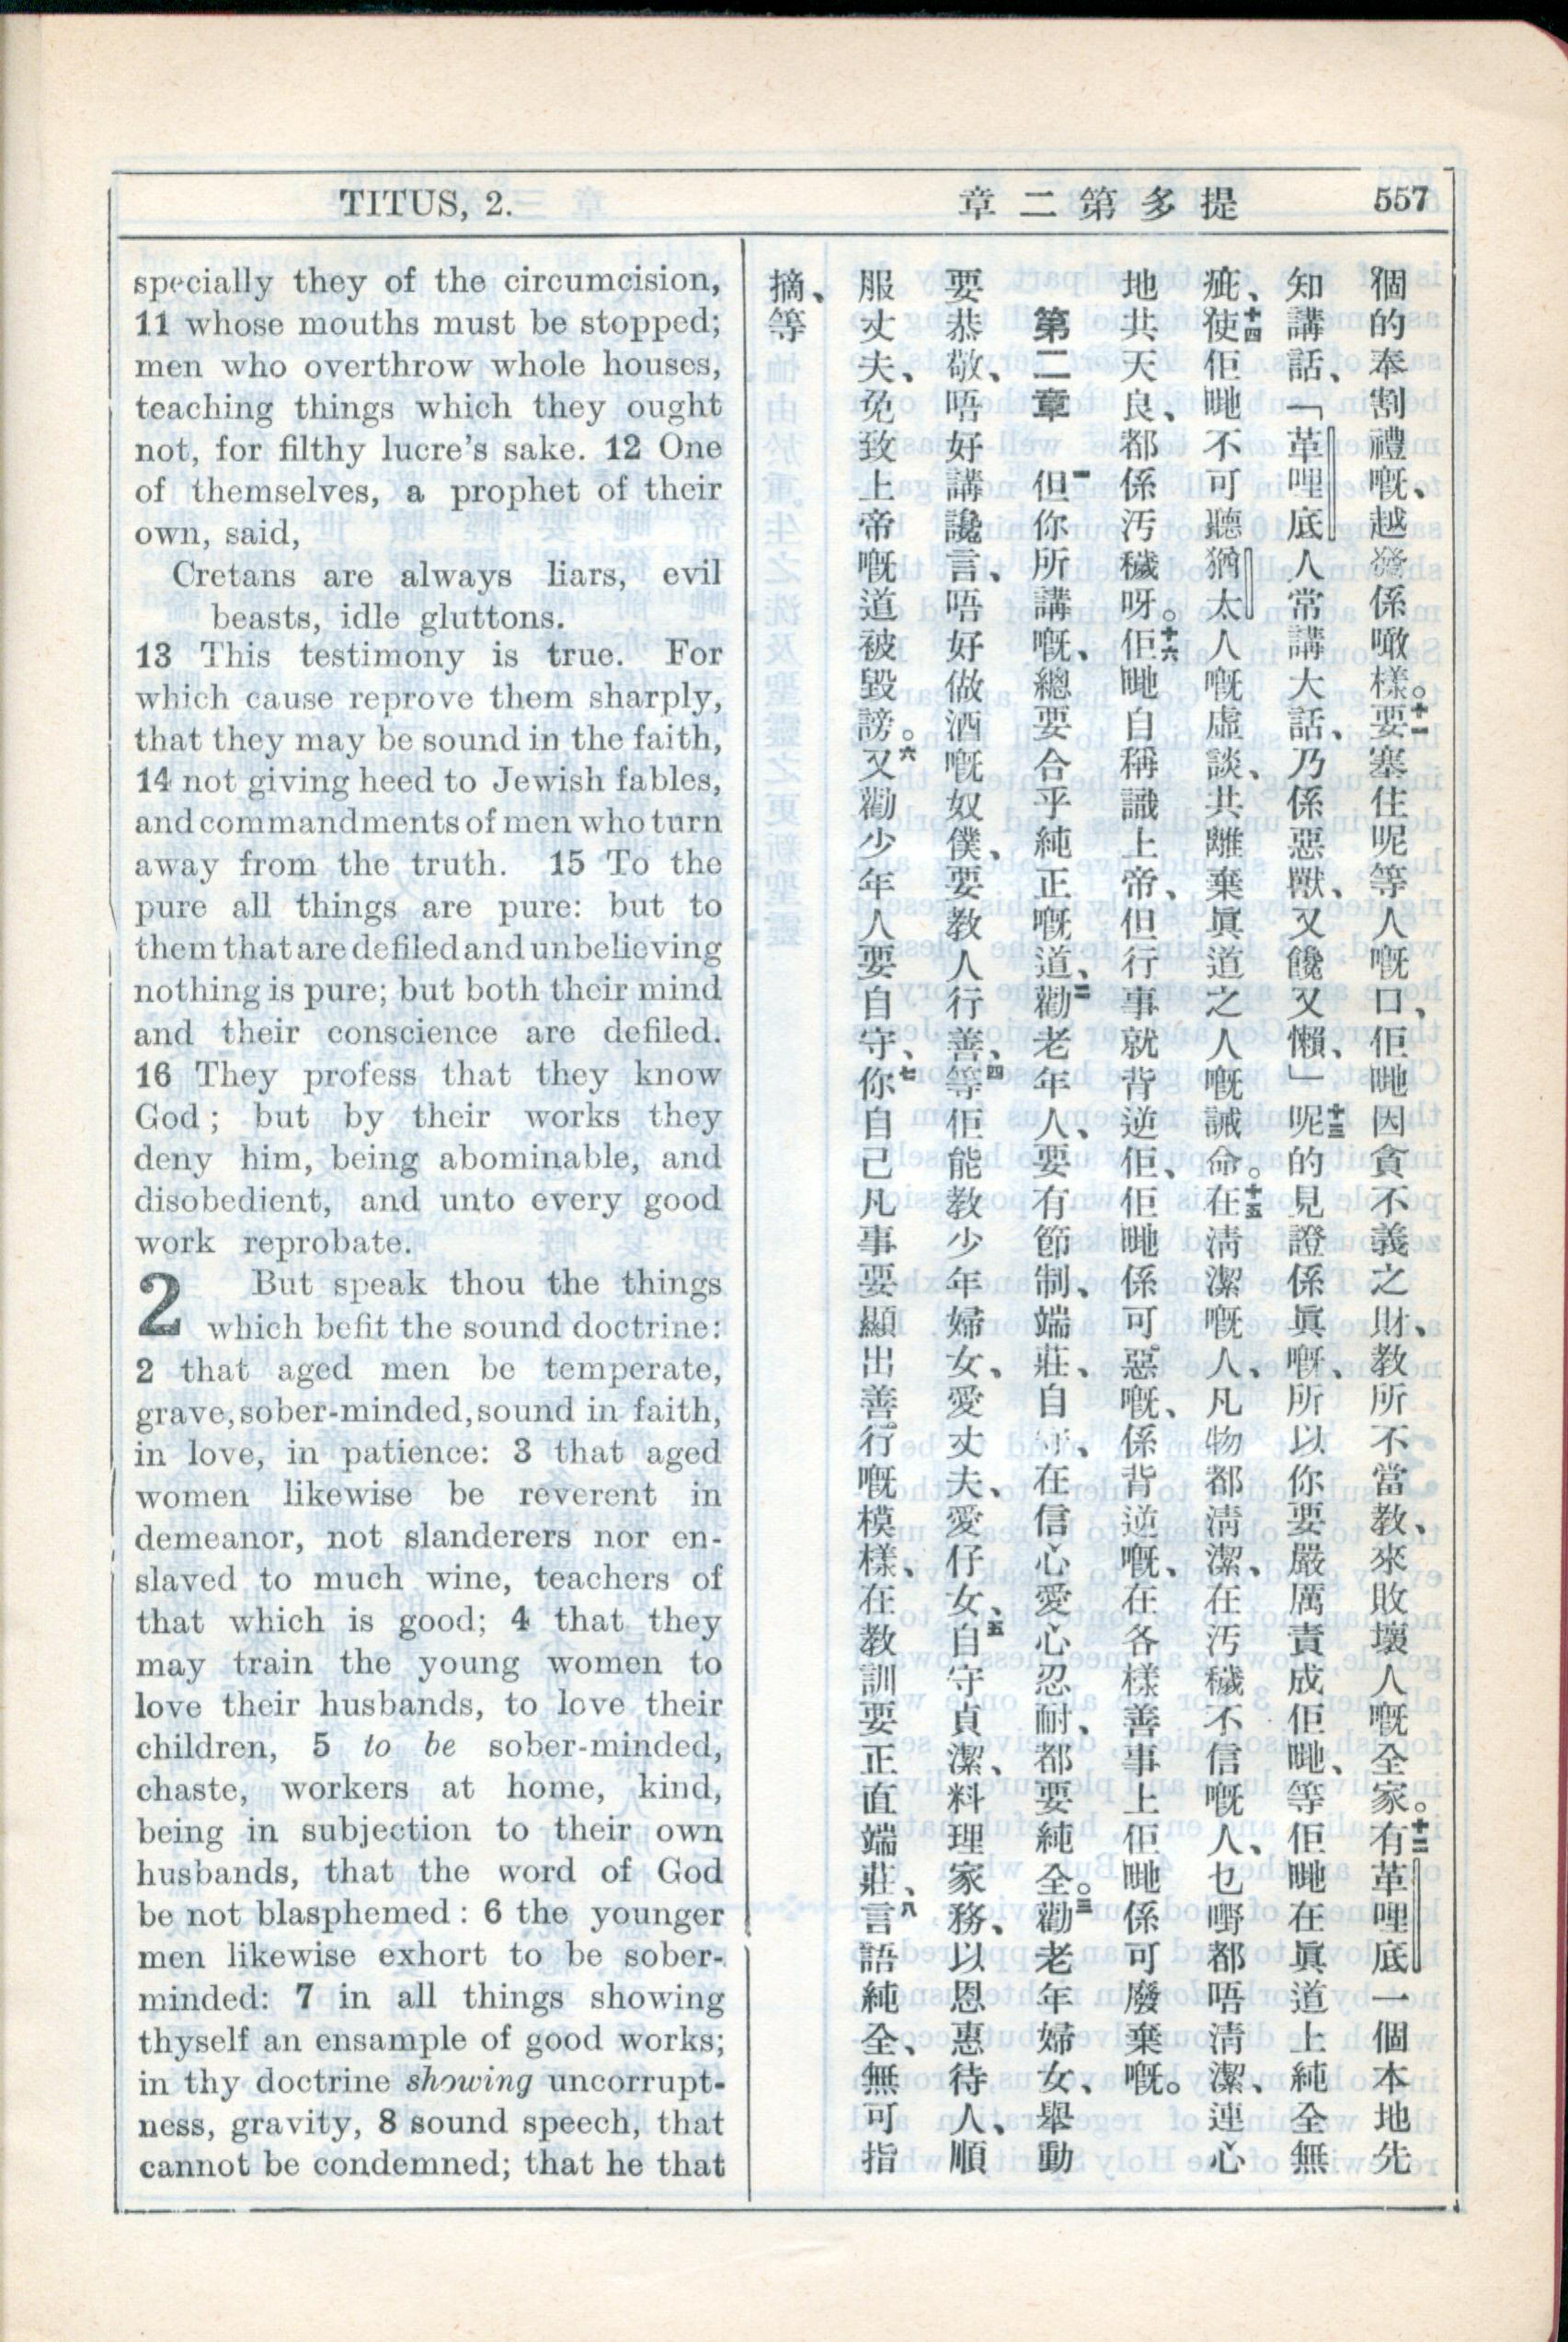 TITUS, 2.
章二第多提
557
specially they of the circumcision,
11 whose mouths must be stopped;
men who overthrow whole houses,
teaching things which they ought
not, for filthy lucre's sake. 12 One
of themselves, a prophet of their
own, said,
Cretans are always liars, evil
beasts, idle gluttons.
13 This testimony is true. For
which cause reprove them sharply,
that they may be sound in the faith,
14 not giving heed to Jewish fables,
and commandments of men who turn
away from the truth. 15 To the
pure all things are pure: but to
them that are defiled and unbelieving
nothing is pure; but both their mind
and their conscience are defiled.
16 They profess that they know
God; but by their works they
deny him, being abominable, and
disobedient, and unto every good
work reprobate.
2 But speak thou the things
which befit the sound doctrine:
2 that aged men be temperate,
grave, sober-minded, sound in faith,
in love, in patience: 3 that aged
women likewise be reverent in
demeanor, not slanderers nor en-
slaved to much wine, teachers of
that which is good; 4 that they
may train the young women to
love their husbands, to love their
children, 5 to be sober-minded,
chaste, workers at home, kind,
being in subjection to their own
husbands, that the word of God
be not blasphemed: 6 the younger
men likewise exhort to be sober-
minded: 7 in all things showing
thyself an ensample of good works;
in thy doctrine showing uncorrupt-
ness, gravity, 8 sound speech, that
cannot be condemned; that he that
個的奉割禮嘅、越發係噉樣。十一要塞住呢等人嘅口、佢哋因貪不義之財、教所不當教、來敗壞人嘅全家。十二有革哩底一個本地先
知講話、「革哩底人常講大話、乃係惡獸、又饞又懶、」十三呢的見證係眞嘅、所以你要嚴厲責成佢哋、等佢哋在眞道上純全無
疵、十四使佢哋不可聽猶太人嘅虛談、共離棄眞道之人嘅誡命。十五在淸潔嘅人、凡物都淸潔、在汚穢不信嘅人、乜嘢都唔淸潔、連心
地共天良、都係汚穢呀。十六佢哋自稱識上帝、但行事就背逆佢、佢哋係可惡嘅、係背逆嘅、在各樣善事上佢哋係可廢棄嘅。
第二章 一但你所講嘅、總要合乎純正嘅道、二勸老年人、要有節制、端莊、自守、在信心愛心忍耐、都要純全。三勸老年婦女、舉動
要恭敬、唔好講讒言、唔好做酒嘅奴僕、要教人行善、四等佢能教少年婦女、愛丈夫、愛仔女、五自守貞潔、料理家務、以恩惠待人、順
服丈夫、免致上帝嘅道被毀謗。六又勸少年人要自守、七你自己凡事要顯出善行嘅模樣、在教訓要正直端莊、八言語純全、無可指
摘、等